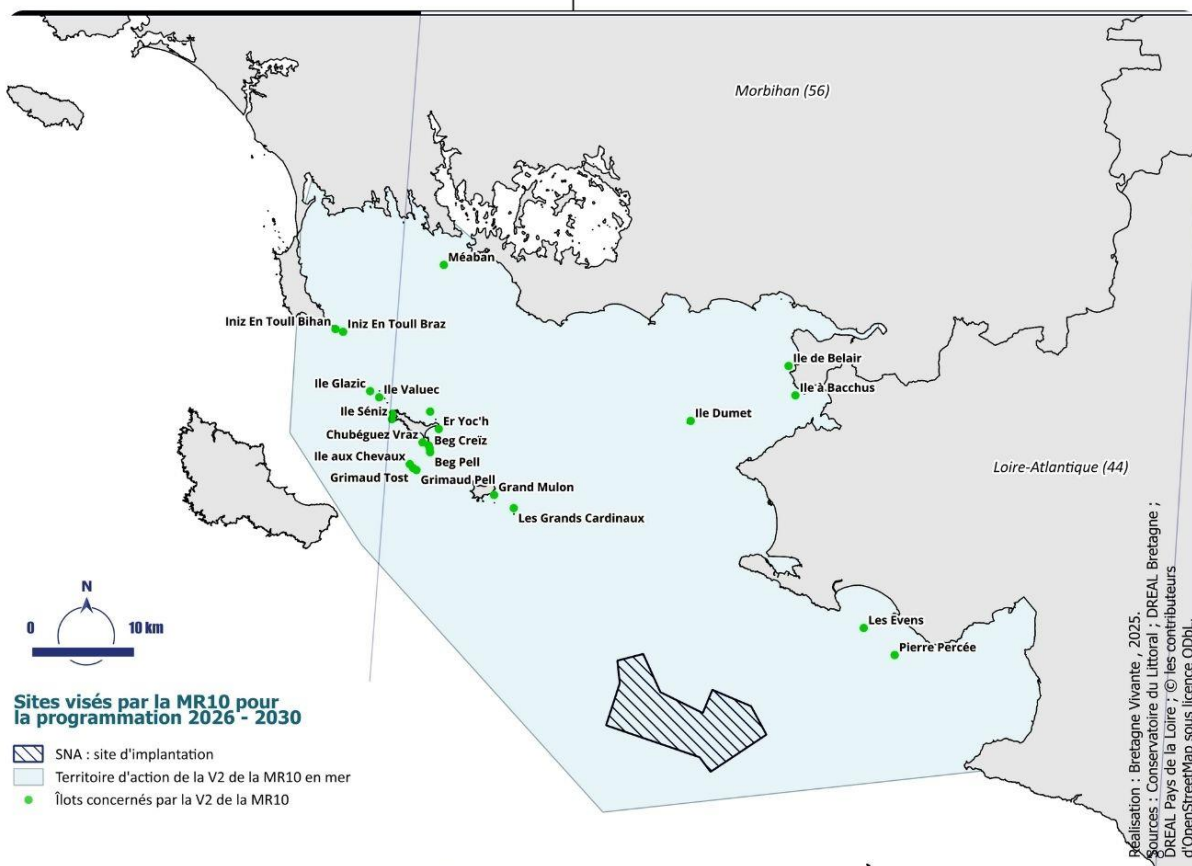 Morbihan (56)
Méaban
Iniz En Toull Bihan
Iniz En Toull Braz
Ile de Belair
Ile Glazic
Ile Valuec
Ile à Bacchus
Ile Séniz
Er Yoc'h
Ile Dumet
Chubéguez Vraz
Beg Creïz
Ile aux Chevaux
Beg Pell
Loire-Atlantique (44)
Grimaud Tost
Grimaud Pell
Grand Mulon
Les Grands Cardinaux
N
0 10 km
Les Évens
Pierre Percée
Sites visés par la MR10 pour
la programmation 2026 - 2030
SNA : site d'implantation
Territoire d'action de la V2 de la MR10 en mer
Îlots concernés par la V2 de la MR10
Réalisation : Bretagne Vivante, 2025.
Sources : Conservatoire du Littoral ; DREAL Bretagne ;
DREAL Pays de la Loire ; © les contributeurs
d'OpenStreetMap sous licence ODbL.